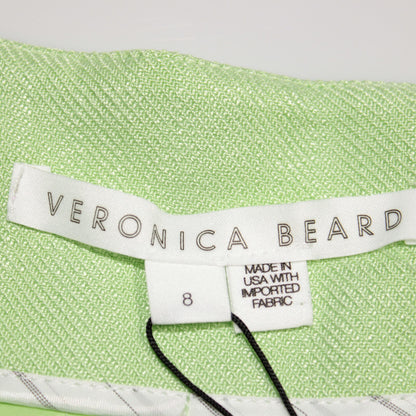 VERONICA BEARD
8
MADE IN
USA WITH
IMPORTED
FABRIC